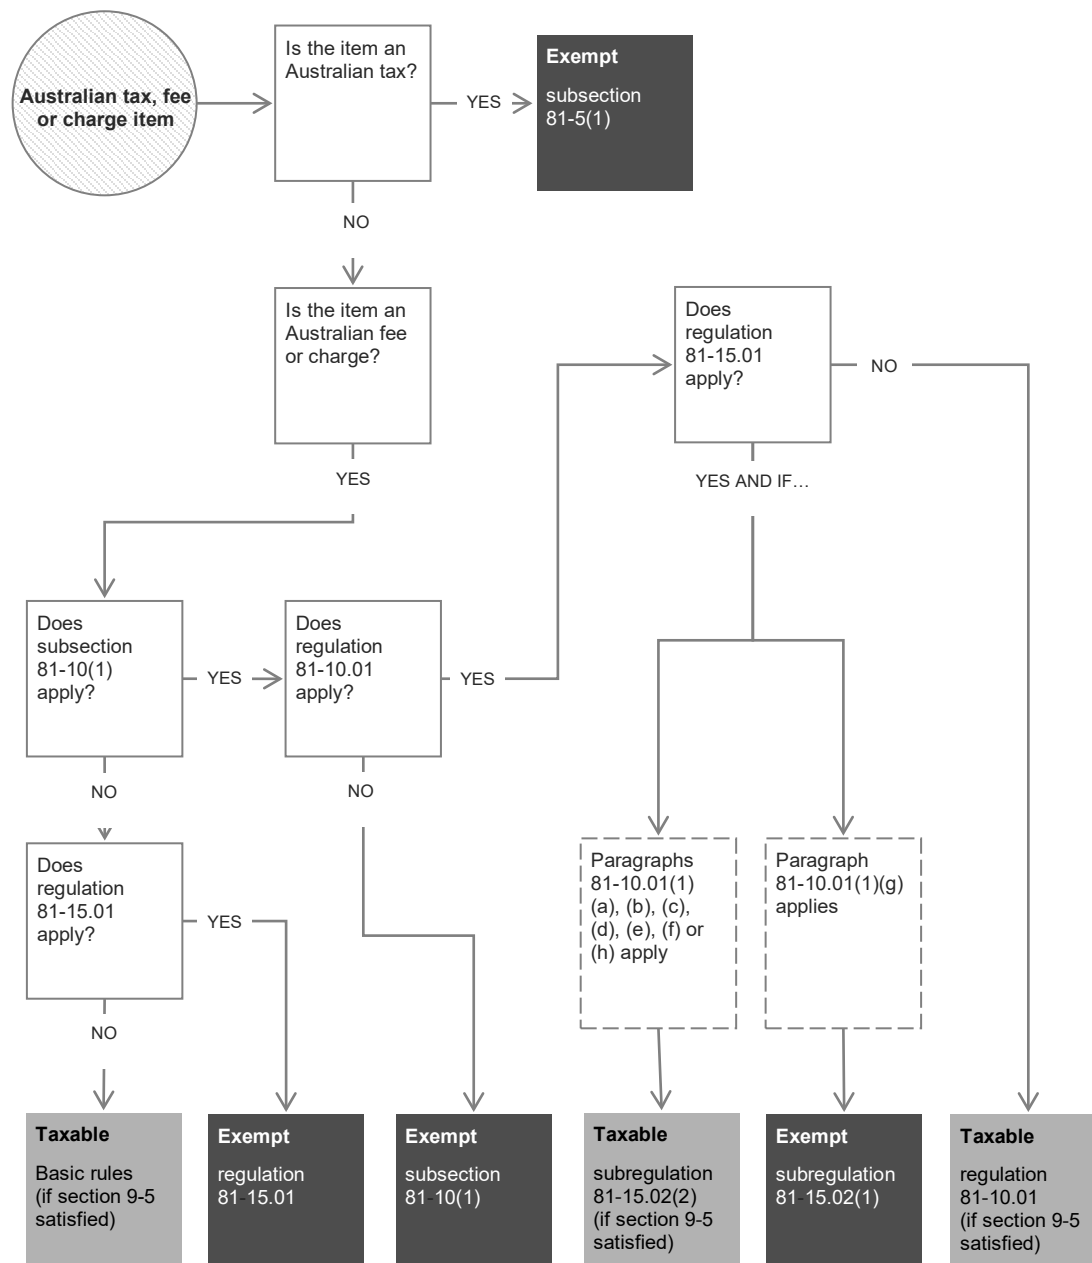 Australian tax, fee
or charge item
Is the item an
Australian tax?
YES
Exempt
subsection
81-5(1)
NO
Is the item an
Australian fee
or charge?
Does
regulation
81-15.01
apply?
NO
YES
YES AND IF…
Does
subsection
81-10(1)
apply?
YES
Does
regulation
81-10.01
apply?
YES
NO
NO
Does
regulation
81-15.01
apply?
YES
Paragraphs
81-10.01(1)
(a), (b), (c),
(d), (e), (f) or
(h) apply
Paragraph
81-10.01(1)(g)
applies
NO
Taxable
Basic rules
(if section 9-5
satisfied)
Exempt
regulation
81-15.01
Exempt
subsection
81-10(1)
Taxable
subregulation
81-15.02(2)
(if section 9-5
satisfied)
Exempt
subregulation
81-15.02(1)
Taxable
regulation
81-10.01
(if section 9-5
satisfied)